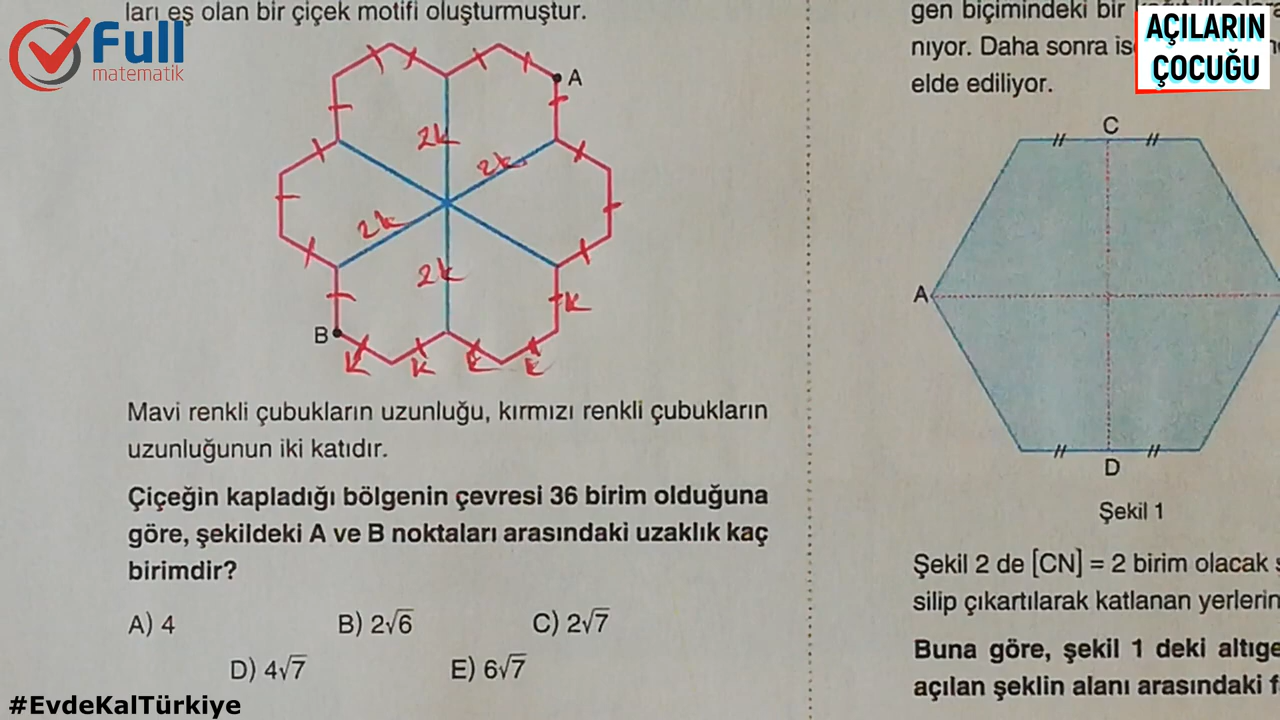 ları eş olan bir çiçek motifi oluşturmuştur.
Full
matematik
A
2k
2k
2k
2k
k
B
k
k
k
k
Mavi renkli çubukların uzunluğu, kırmızı renkli çubukların
uzunluğunun iki katıdır.
Çiçeğin kapladığı bölgenin çevresi 36 birim olduğuna
göre, şekildeki A ve B noktaları arasındaki uzaklık kaç
birimdir?
A) 4 B) 2√6 C) 2√7
D) 4√7 E) 6√7
#EvdeKalTürkiye
gen biçimindeki bir
nıyor. Daha sonra
elde ediliyor.
AÇILARIN
ÇOCUĞU
C
A
D
Şekil 1
Şekil 2 de [CN] = 2 birim olacak
silip çıkartılarak katlanan
Buna göre, şekil 1 deki
açılan şeklin alanı arasındaki